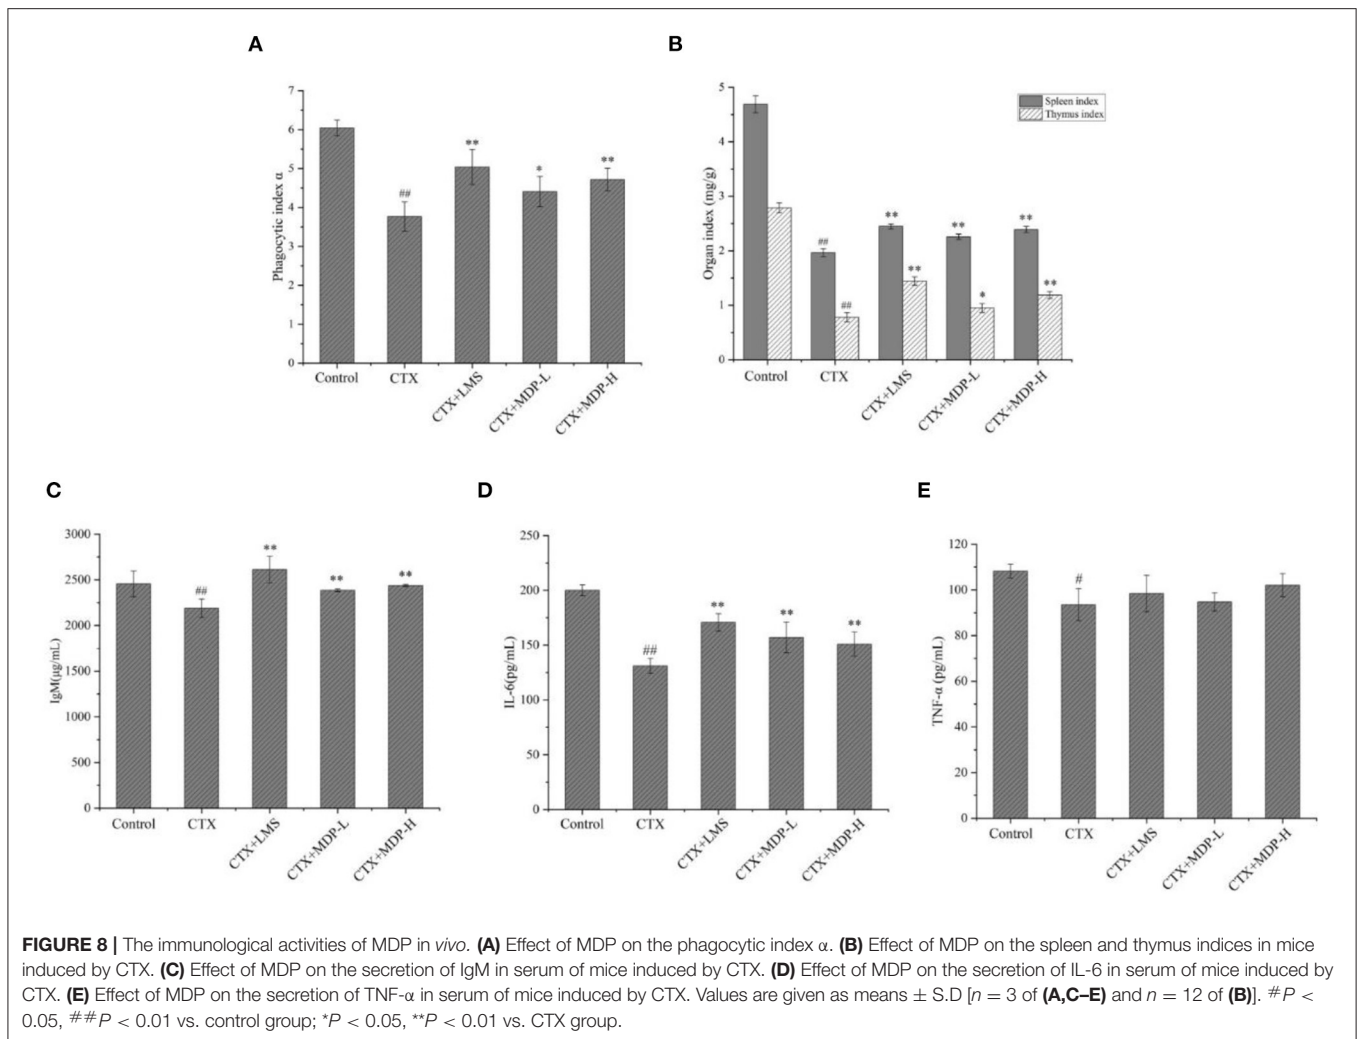 A
B
7
6
5
4
3
2
1
0
Phagocytic index α
##
**
*
**
Control
CTX
CTX+LMS
CTX+MDP-L
CTX+MDP-H
5
4
3
2
1
0
Organ index (mg/g)
Spleen index
Thymus index
##
##
**
**
**
*
**
**
Control
CTX
CTX+LMS
CTX+MDP-L
CTX+MDP-H
C
D
E
3000
2500
2000
1500
1000
500
0
IgM(μg/mL)
##
**
**
**
Control
CTX
CTX+LMS
CTX+MDP-L
CTX+MDP-H
250
200
150
100
50
0
IL-6(pg/mL)
##
**
**
**
Control
CTX
CTX+LMS
CTX+MDP-L
CTX+MDP-H
120
100
80
60
40
20
0
TNF-α (pg/mL)
#
Control
CTX
CTX+LMS
CTX+MDP-L
CTX+MDP-H
FIGURE 8 | The immunological activities of MDP in vivo. (A) Effect of MDP on the phagocytic index α. (B) Effect of MDP on the spleen and thymus indices in mice
induced by CTX. (C) Effect of MDP on the secretion of IgM in serum of mice induced by CTX. (D) Effect of MDP on the secretion of IL-6 in serum of mice induced by
CTX. (E) Effect of MDP on the secretion of TNF-α in serum of mice induced by CTX. Values are given as means ± S.D [n = 3 of (A,C–E) and n = 12 of (B)]. #P <
0.05, ##P < 0.01 vs. control group; *P < 0.05, **P < 0.01 vs. CTX group.